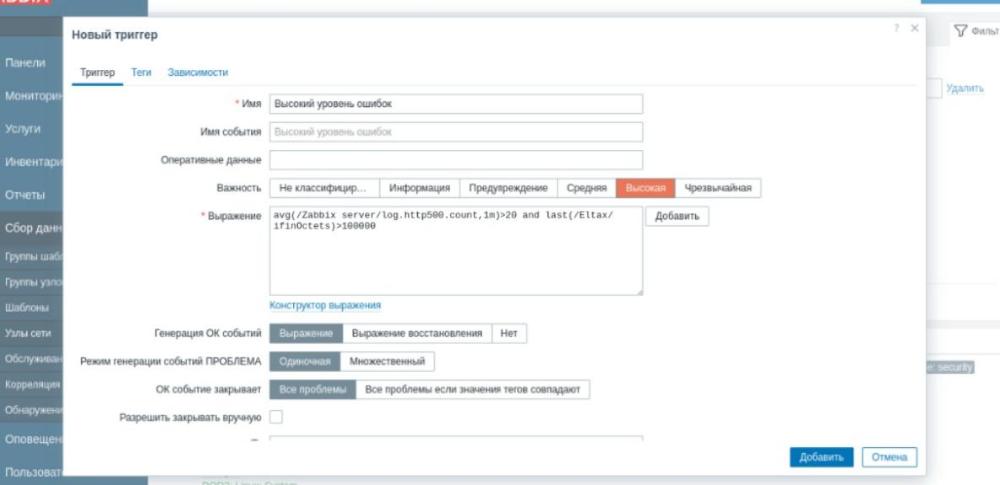 Новый триггер
? ×
Фильт
Панели
Триггер Теги Зависимости
Мониторин
Удалить
* Имя Высокий уровень ошибок
Услуги
Имя события Высокий уровень ошибок
Инвентари
Оперативные данные
Отчеты
Важность Не классифицир... Информация Предупреждение Средняя Высокая Чрезвычайная
* Выражение avg(/Zabbix server/log.http500.count,1m)>20 and last(/Eltax/
ifinOctets)>100000
Добавить
Сбор данн
Группы шабл
Группы узло
Шаблоны
Конструктор выражения
Узлы сети
Генерация ОК событий Выражение Выражение восстановления Нет
Обслуживан
Режим генерации событий ПРОБЛЕМА Одиночная Множественный
e: security
Корреляция
ОК событие закрывает Все проблемы Все проблемы если значения тегов совпадают
Обнаружени
Разрешить закрывать вручную
Оповещен
Добавить Отмена
Пользоват